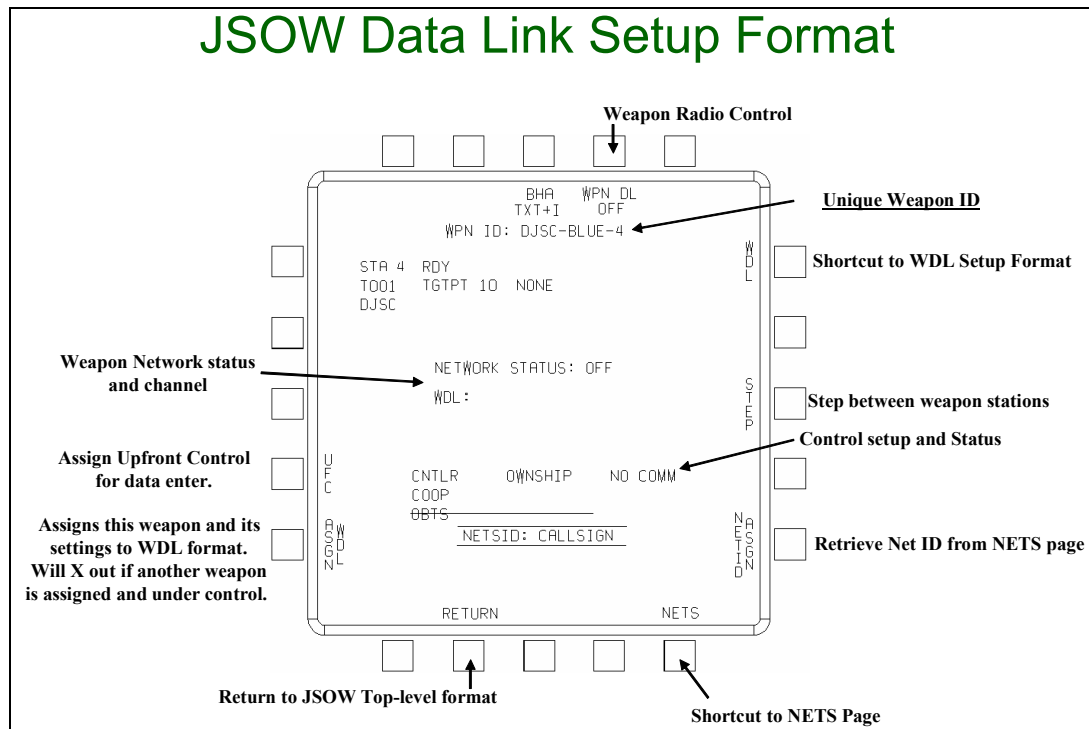 JSOW Data Link Setup Format
Weapon Radio Control
BHA WPN DL
TXT+I OFF
WPN ID: DJSC-BLUE-4
Unique Weapon ID
WDL
Shortcut to WDL Setup Format
STA 4 RDY
TOO1 TGTPT 10 NONE
DJSC
Weapon Network status
and channel
NETWORK STATUS: OFF
WDL:
STEP
Step between weapon stations
Control setup and Status
Assign Upfront Control
for data enter.
UFC
CNTLR OWNSHIP NO COMM
COOP
OBTS
NETSID: CALLSIGN
Assigns this weapon and its
settings to WDL format.
Will X out if another weapon
is assigned and under control.
ASGN
WDL
NETID
ASGN
Retrieve Net ID from NETS page
RETURN NETS
Return to JSOW Top-level format
Shortcut to NETS Page